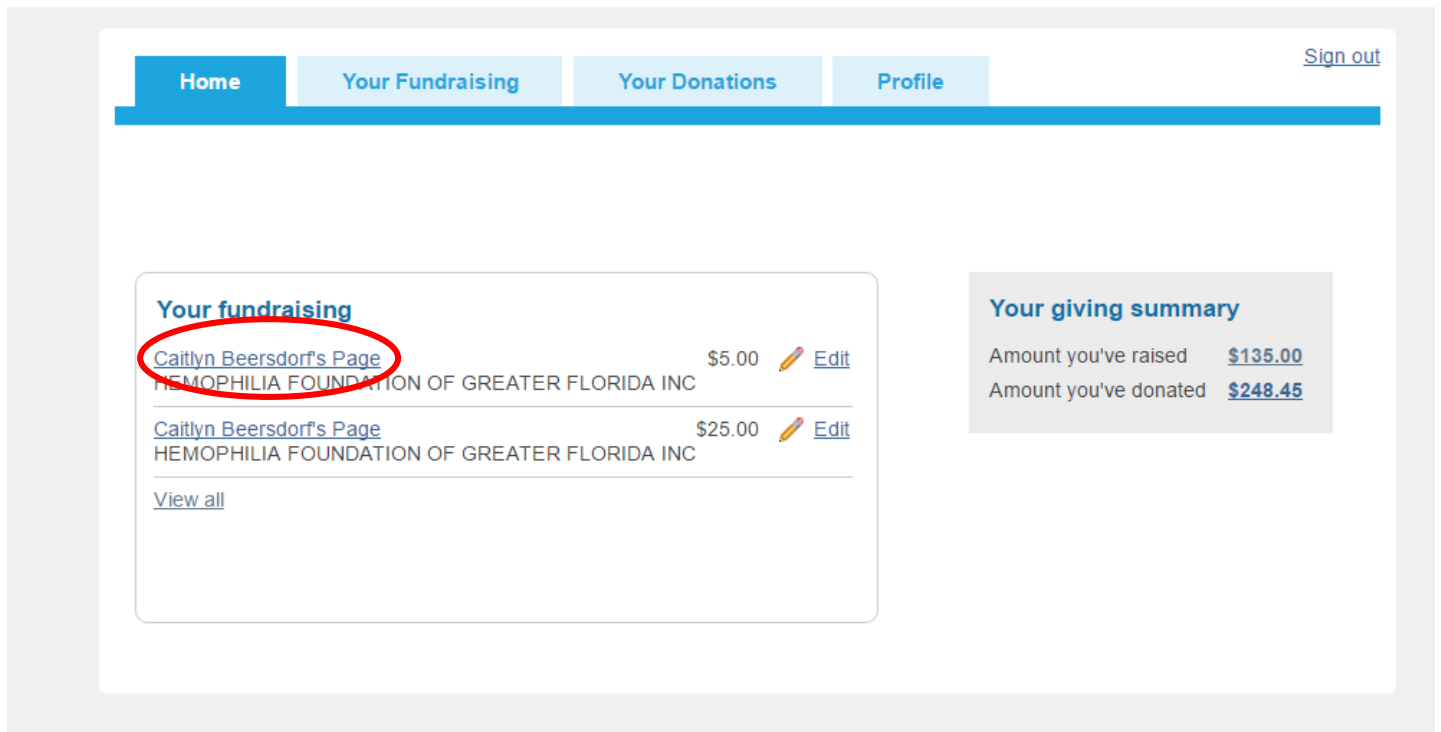 Sign out
Home Your Fundraising Your Donations Profile
Your fundraising
Caitlyn Beersdorf's Page $5.00 Edit
HEMOPHILIA FOUNDATION OF GREATER FLORIDA INC
Caitlyn Beersdorf's Page $25.00 Edit
HEMOPHILIA FOUNDATION OF GREATER FLORIDA INC
View all
Your giving summary
Amount you've raised $135.00
Amount you've donated $248.45